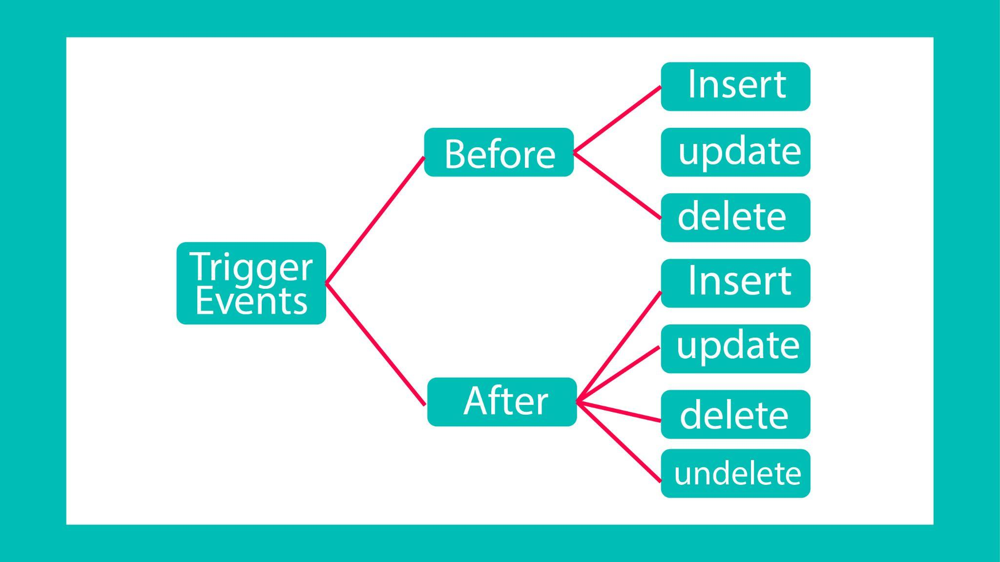 Trigger
Events
Before
Insert
update
delete
After
Insert
update
delete
undelete